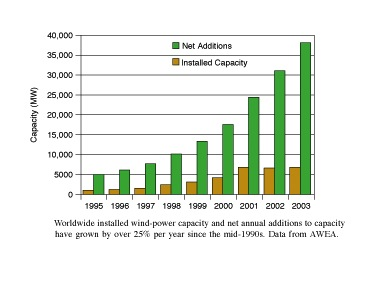 40,000
35,000
30,000
25,000
20,000
15,000
10,000
5000
0
Capacity (MW)
Net Additions
Installed Capacity
1995 1996 1997 1998 1999 2000 2001 2002 2003
Worldwide installed wind-power capacity and net annual additions to capacity
have grown by over 25% per year since the mid-1990s. Data from AWEA.